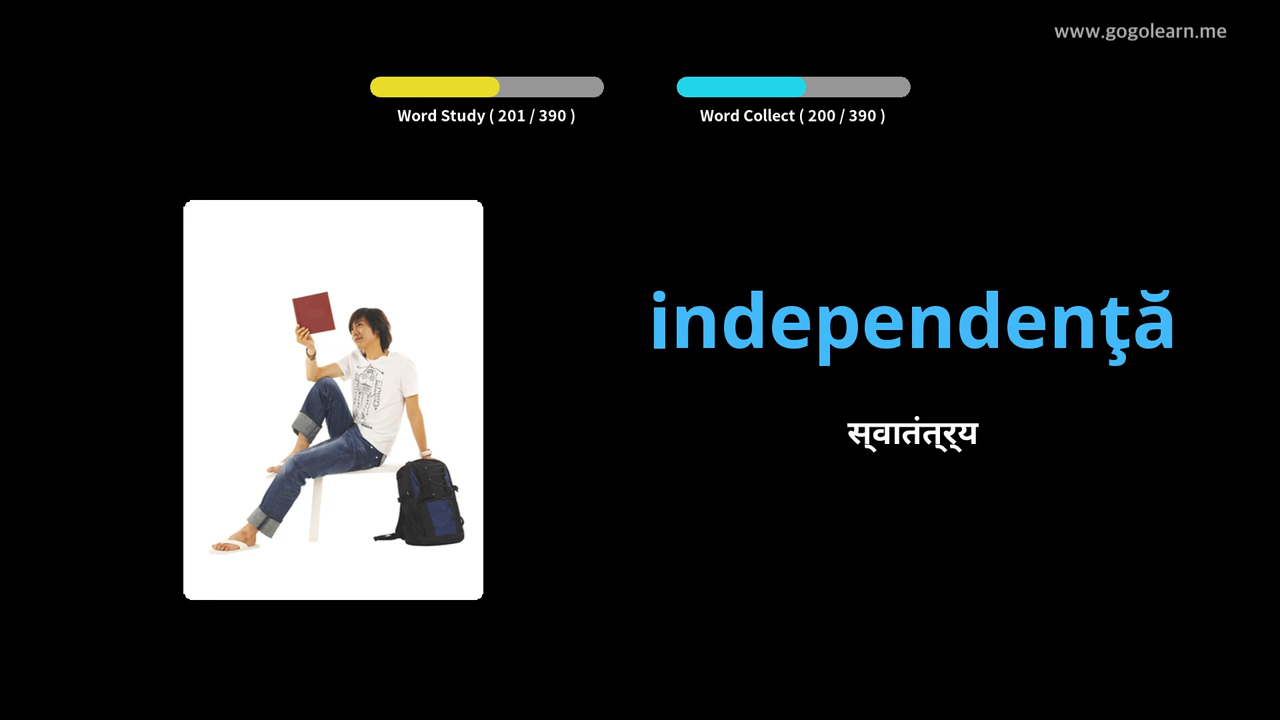 www.gogolearn.me
Word Study ( 201 / 390 )
Word Collect ( 200 / 390 )
independenţă
स्वातंत्र्य